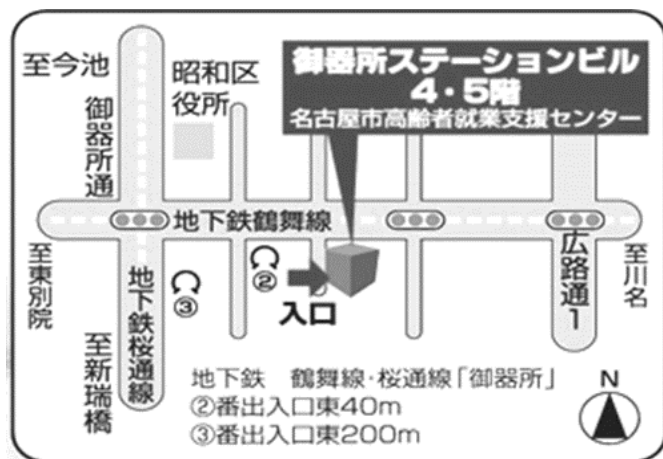 至今池
御器所通
昭和区
役所
御器所ステーションビル
4・5階
名古屋市高齢者就業支援センター
地下鉄鶴舞線
至東別院
地下鉄桜通線
至新瑞橋
③
②
入口
広路通1
至川名
地下鉄 鶴舞線・桜通線「御器所」
②番出入口東40m
③番出入口東200m
N